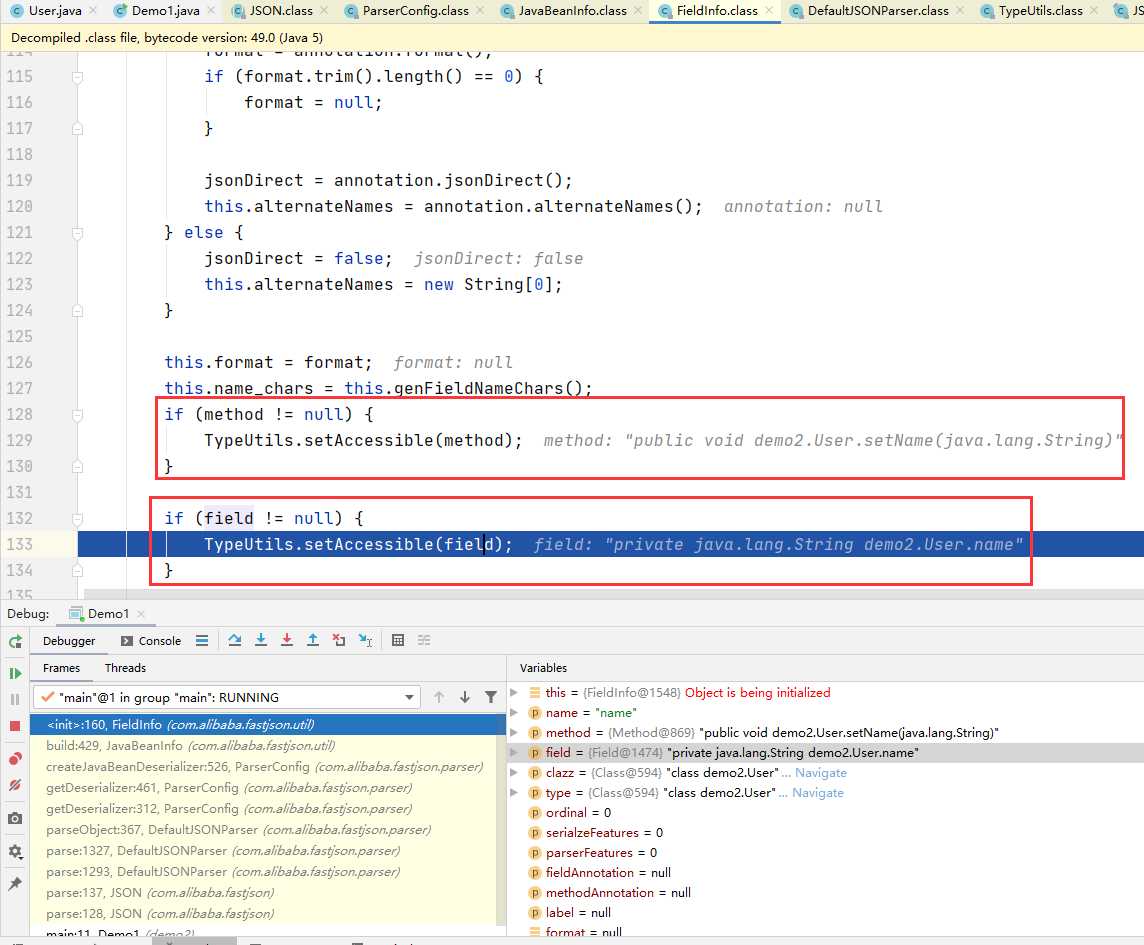 User.java
Demo1.java
JSON.class
ParserConfig.class
JavaBeanInfo.class
FieldInfo.class
DefaultJSONParser.class
TypeUtils.class
JS
Decompiled .class file, bytecode version: 49.0 (Java 5)
114 format = annotation.format();
115 if (format.trim().length() == 0) {
116 format = null;
117 }
118
119 jsonDirect = annotation.jsonDirect();
120 this.alternateNames = annotation.alternateNames(); annotation: null
121 } else {
122 jsonDirect = false; jsonDirect: false
123 this.alternateNames = new String[0];
124 }
125
126 this.format = format; format: null
127 this.name_chars = this.genFieldNameChars();
128 if (method != null) {
129 TypeUtils.setAccessible(method); method: "public void demo2.User.setName(java.lang.String)"
130 }
131
132 if (field != null) {
133 TypeUtils.setAccessible(field); field: "private java.lang.String demo2.User.name"
134 }
135
Debug: Demo1
Debugger Console
Frames Threads
"main"@1 in group "main": RUNNING
<init>:160, FieldInfo (com.alibaba.fastjson.util)
build:429, JavaBeanInfo (com.alibaba.fastjson.util)
createJavaBeanDeserializer:526, ParserConfig (com.alibaba.fastjson.parser)
getDeserializer:461, ParserConfig (com.alibaba.fastjson.parser)
getDeserializer:312, ParserConfig (com.alibaba.fastjson.parser)
parseObject:367, DefaultJSONParser (com.alibaba.fastjson.parser)
parse:1327, DefaultJSONParser (com.alibaba.fastjson.parser)
parse:1293, DefaultJSONParser (com.alibaba.fastjson.parser)
parse:137, JSON (com.alibaba.fastjson)
parse:128, JSON (com.alibaba.fastjson)
main:11, Demo1 (demo2)
Variables
this = {FieldInfo@1548} Object is being initialized
name = "name"
method = {Method@869} "public void demo2.User.setName(java.lang.String)"
field = {Field@1474} "private java.lang.String demo2.User.name"
clazz = {Class@594} "class demo2.User" ... Navigate
type = {Class@594} "class demo2.User" ... Navigate
ordinal = 0
serialzeFeatures = 0
parserFeatures = 0
fieldAnnotation = null
methodAnnotation = null
label = null
format = null